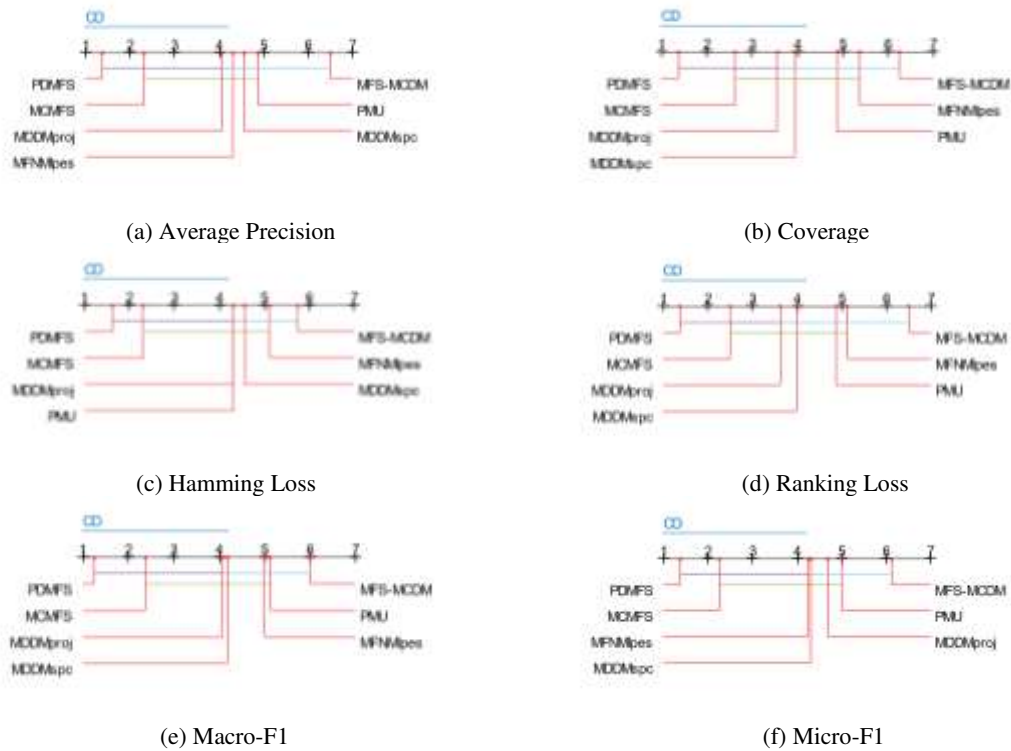 CD
1 2 3 4 5 6 7
PDMFS MFS-MCDM
MCMFS PMU
MDDMproj MDDMspc
MFNMIpes
(a) Average Precision
CD
1 2 3 4 5 6 7
PDMFS MFS-MCDM
MCMFS MFNMIpes
MDDMproj PMU
MDDMspc
(b) Coverage
CD
1 2 3 4 5 6 7
PDMFS MFS-MCDM
MCMFS MFNMIpes
MDDMproj MDDMspc
PMU
(c) Hamming Loss
CD
1 2 3 4 5 6 7
PDMFS MFS-MCDM
MCMFS MFNMIpes
MDDMproj PMU
MDDMspc
(d) Ranking Loss
CD
1 2 3 4 5 6 7
PDMFS MFS-MCDM
MCMFS PMU
MDDMproj MFNMIpes
MDDMspc
(e) Macro-F1
CD
1 2 3 4 5 6 7
PDMFS MFS-MCDM
MCMFS PMU
MFNMIpes MDDMproj
MDDMspc
(f) Micro-F1